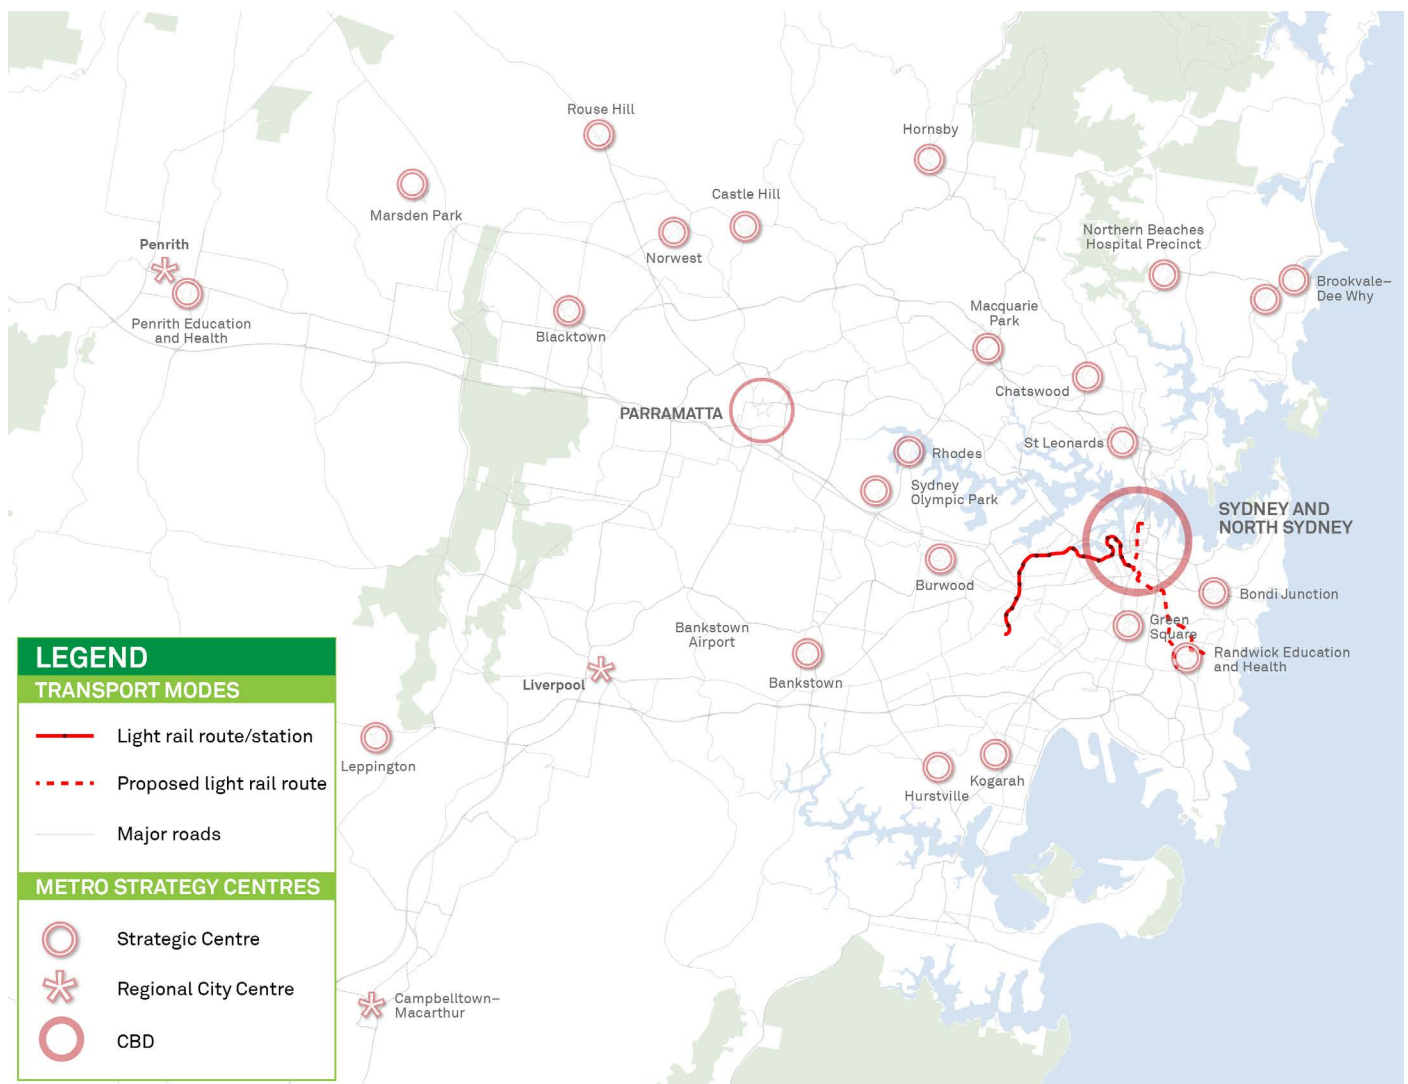 Rouse Hill
Hornsby
Marsden Park
Castle Hill
Norwest
Penrith
Northern Beaches
Hospital Precinct
Brookvale–
Dee Why
Penrith Education
and Health
Blacktown
Macquarie
Park
Chatswood
PARRAMATTA
St Leonards
Rhodes
Sydney
Olympic Park
SYDNEY AND
NORTH SYDNEY
Burwood
Bondi Junction
Bankstown
Airport
Green
Square
Randwick Education
and Health
Liverpool
Bankstown
Leppington
Hurstville
Kogarah
Campbelltown–
Macarthur
LEGEND
TRANSPORT MODES
Light rail route/station
Proposed light rail route
Major roads
METRO STRATEGY CENTRES
Strategic Centre
Regional City Centre
CBD